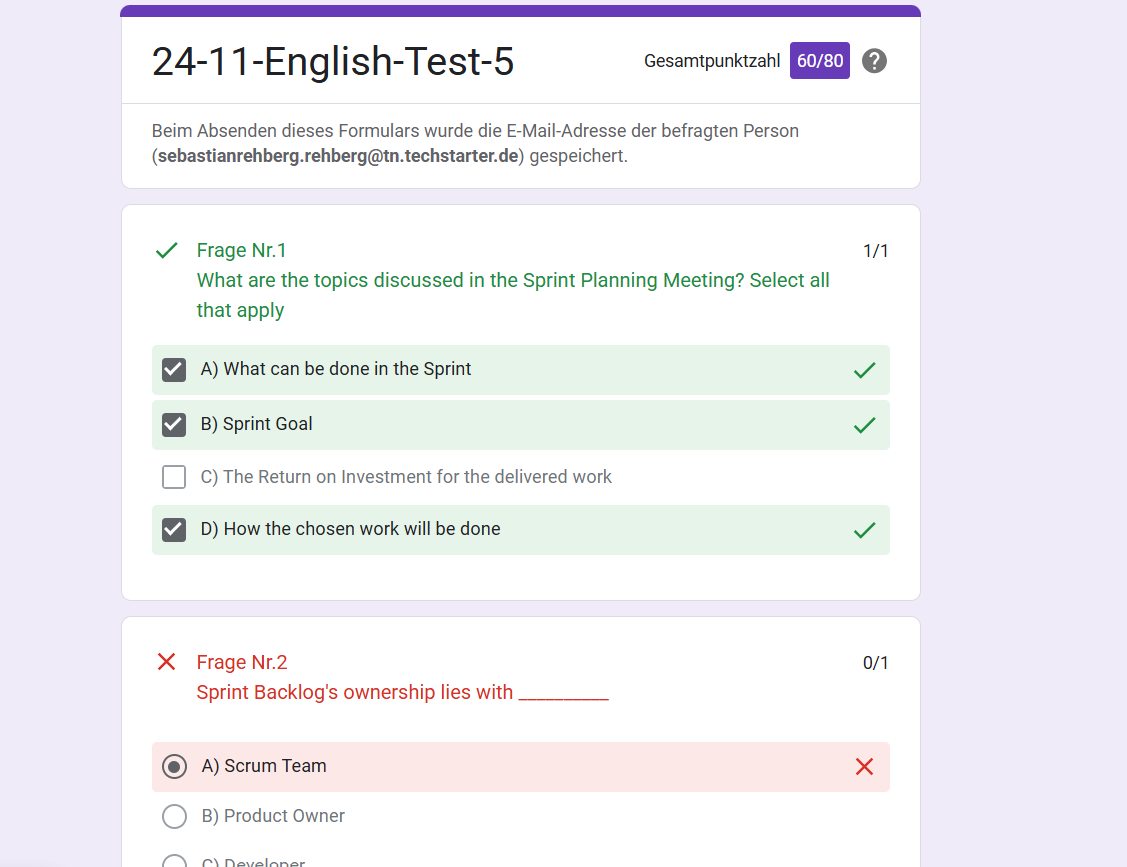 24-11-English-Test-5
Gesamtpunktzahl 60/80 ?
Beim Absenden dieses Formulars wurde die E-Mail-Adresse der befragten Person
(sebastianrehberg.rehberg@tn.techstarter.de) gespeichert.
Frage Nr.1 1/1
What are the topics discussed in the Sprint Planning Meeting? Select all
that apply
A) What can be done in the Sprint
B) Sprint Goal
C) The Return on Investment for the delivered work
D) How the chosen work will be done
Frage Nr.2 0/1
Sprint Backlog's ownership lies with __________
A) Scrum Team
B) Product Owner
C) Developer